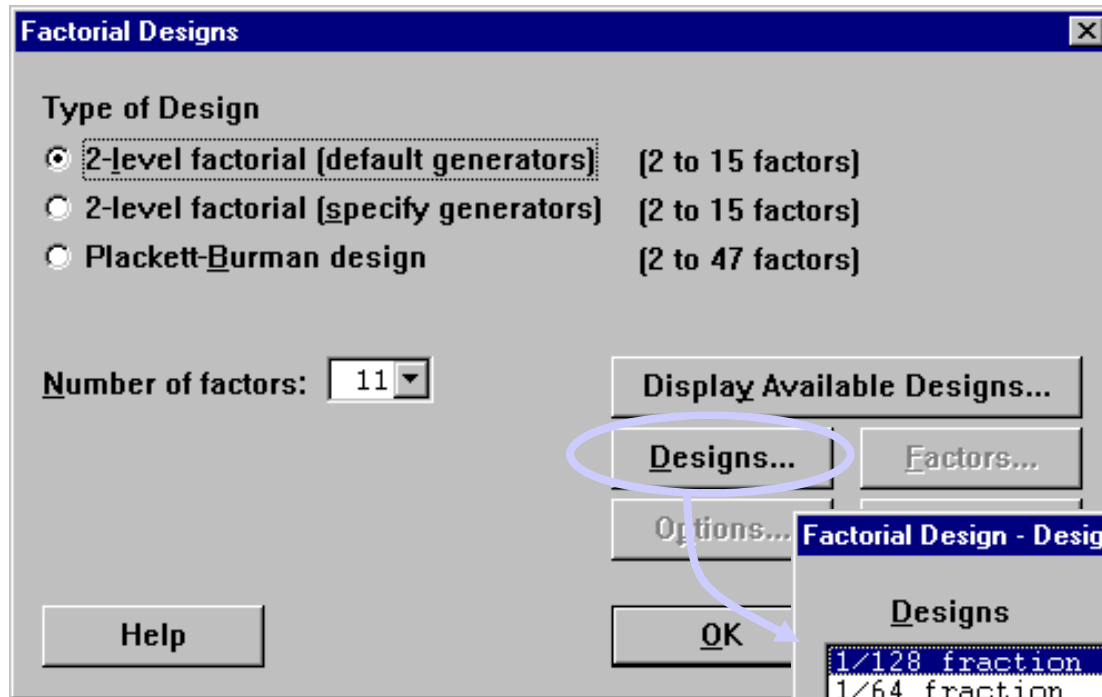 Factorial Designs
Type of Design
2-level factorial (default generators) (2 to 15 factors)
2-level factorial (specify generators) (2 to 15 factors)
Plackett-Burman design (2 to 47 factors)
Number of factors: 11
Display Available Designs...
Designs... Factors...
Options...
Factorial Design - Desig
Designs
Help OK
1/128 fraction
1/64 fraction